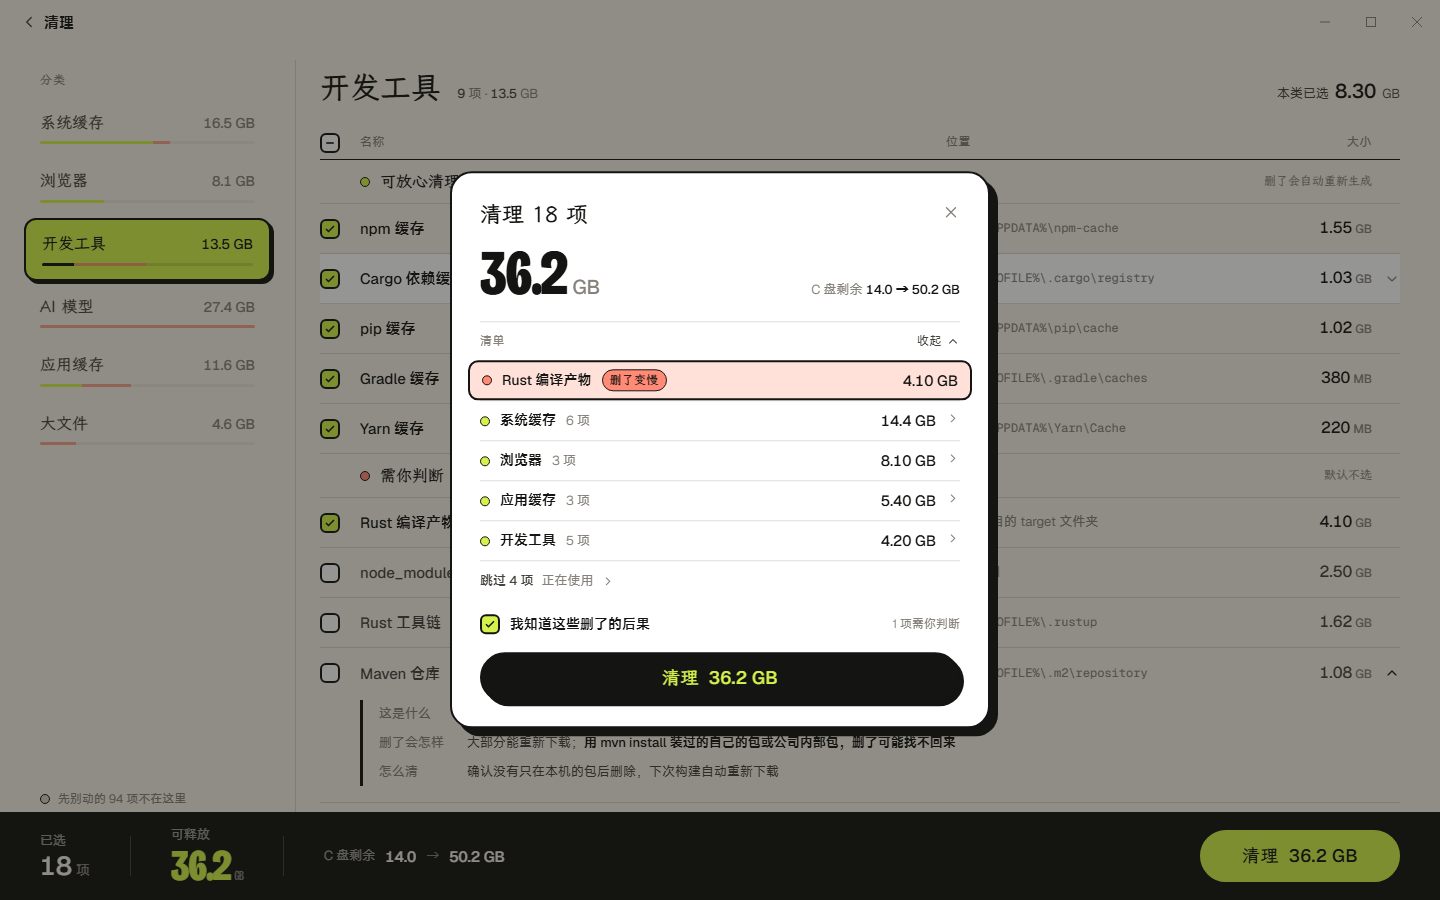 清理
分类
系统缓存 16.5 GB
浏览器 8.1 GB
开发工具 13.5 GB
AI 模型 27.4 GB
应用缓存 11.6 GB
大文件 4.6 GB
先别动的 94 项不在这里
开发工具 9 项 · 13.5 GB
本类已选 8.30 GB
名称 位置 大小
可放心清理 删了会自动重新生成
npm 缓存 PPDATA%\npm-cache 1.55 GB
Cargo 依赖缓 OFILE%\.cargo\registry 1.03 GB
pip 缓存 PPDATA%\pip\cache 1.02 GB
Gradle 缓存 OFILE%\.gradle\caches 380 MB
Yarn 缓存 PPDATA%\Yarn\Cache 220 MB
需你判断 默认不选
Rust 编译产物 目的 target 文件夹 4.10 GB
node_module 2.50 GB
Rust 工具链 OFILE%\.rustup 1.62 GB
Maven 仓库 OFILE%\.m2\repository 1.08 GB
这是什么
删了会怎样 大部分能重新下载；用 mvn install 装过的自己的包或公司内部包，删了可能找不回来
怎么清 确认没有只在本机的包后删除，下次构建自动重新下载
清理 18 项
36.2 GB
C 盘剩余 14.0 → 50.2 GB
清单 收起
Rust 编译产物 删了变慢 4.10 GB
系统缓存 6 项 14.4 GB
浏览器 3 项 8.10 GB
应用缓存 3 项 5.40 GB
开发工具 5 项 4.20 GB
跳过 4 项 正在使用
我知道这些删了的后果 1 项需你判断
清理 36.2 GB
已选
18 项
可释放
36.2 GB
C 盘剩余 14.0 → 50.2 GB
清理 36.2 GB